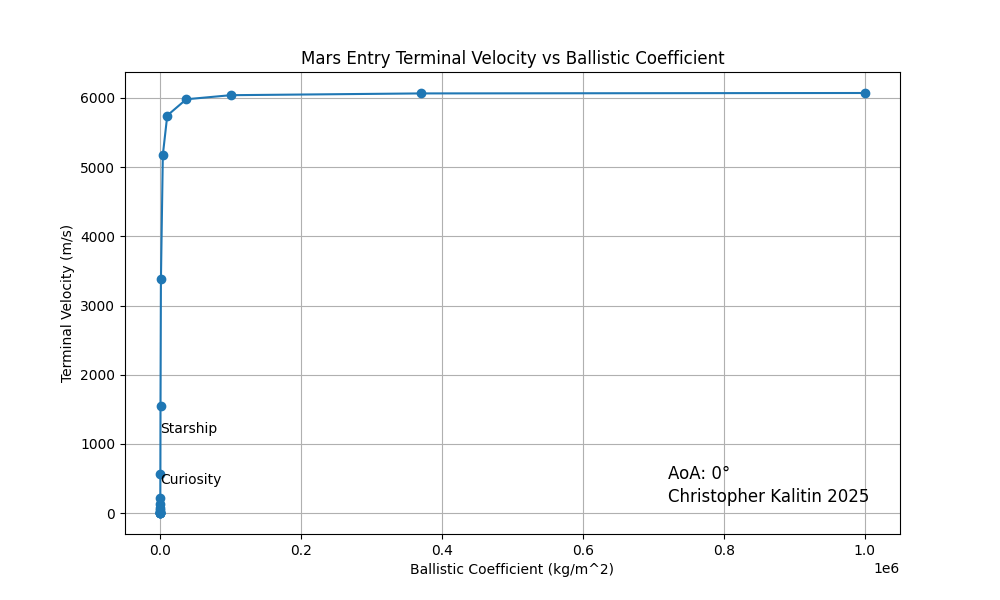 Mars Entry Terminal Velocity vs Ballistic Coefficient
6000
5000
4000
3000
2000
1000
0
Terminal Velocity (m/s)
Starship
Curiosity
AoA: 0°
Christopher Kalitin 2025
0.0 0.2 0.4 0.6 0.8 1.0
1e6
Ballistic Coefficient (kg/m^2)